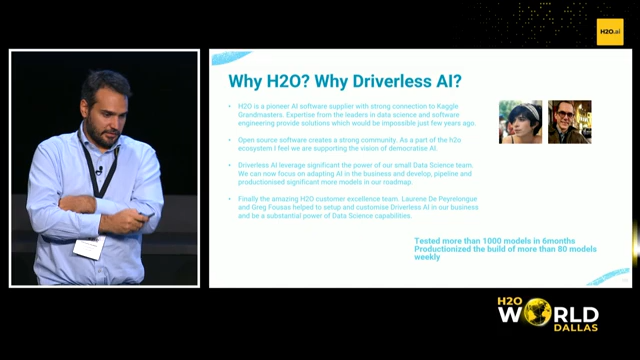 H2O.ai
Why H2O? Why Driverless AI?
• H2O is a pioneer AI software supplier with strong connection to Kaggle
Grandmasters. Expertise from the leaders in data science and software
engineering provide solutions which would be impossible just few years ago.
• Open source software creates a strong community. As a part of the h2o
ecosystem I feel we are supporting the vision of democratise AI.
• Driverless AI leverage significant the power of our small Data Science team.
We can now focus on adapting AI in the business and develop, pipeline and
productionised significant more models in our roadmap.
• Finally the amazing H2O customer excellence team. Laurene De Peyrelongue
and Greg Fousas helped to setup and customise Driverless AI in our business
and be a substantial power of Data Science capabilities.
Tested more than 1000 models in 6months
Productionized the build of more than 80 models
weekly
H2O
WORLD
DALLAS